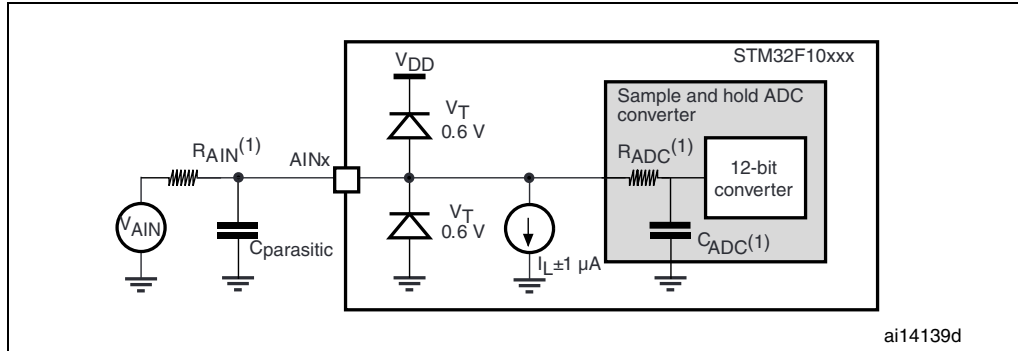 STM32F10xxx
VDD
Sample and hold ADC
converter
VT
0.6 V
RAIN(1)
AINx
RADC(1)
12-bit
converter
VAIN
Cparasitic
VT
0.6 V
IL±1 µA
CADC(1)
ai14139d